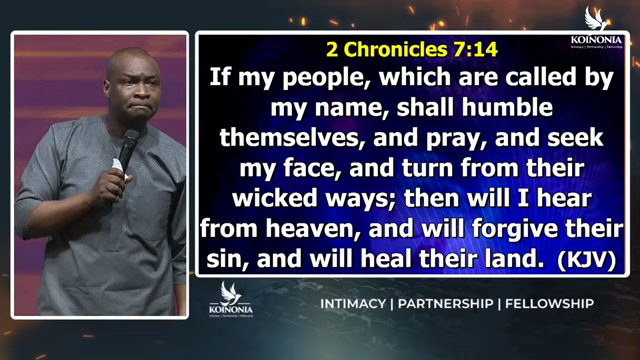 KOINONIA
Intimacy | Partnership | Fellowship
2 Chronicles 7:14
If my people, which are called by
my name, shall humble
themselves, and pray, and seek
my face, and turn from their
wicked ways; then will I hear
from heaven, and will forgive their
sin, and will heal their land. (KJV)
KOINONIA
Intimacy | Partnership | Fellowship
INTIMACY | PARTNERSHIP | FELLOWSHIP